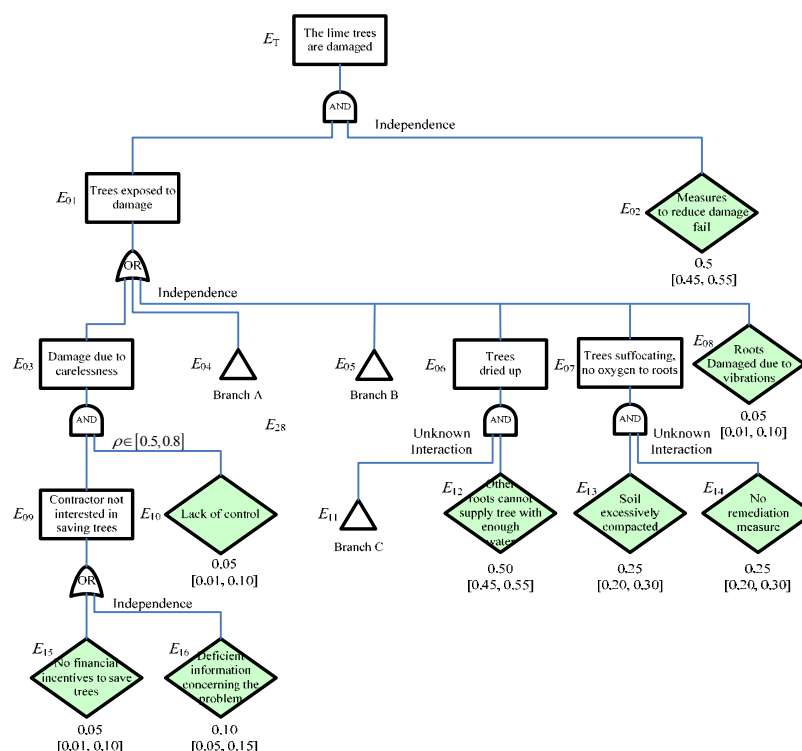 E_T
The lime trees
are damaged
AND
Independence
E_01
Trees exposed to
damage
E_02
Measures
to reduce damage
fail
0.5
[0.45, 0.55]
OR
Independence
E_03
Damage due to
carelessness
E_04
Branch A
E_05
Branch B
E_06
Trees
dried up
E_07
Trees suffocating,
no oxygen to roots
E_08
Roots
Damaged due to
vibrations
0.05
[0.01, 0.10]
AND
ρ∈[0.5,0.8]
E_28
Unknown
Interaction
AND
AND
Unknown
Interaction
E_09
Contractor not
interested in
saving trees
E_10
Lack of control
0.05
[0.01, 0.10]
E_11
Branch C
E_12
Other
roots cannot
supply tree with
enough
water
0.50
[0.45, 0.55]
E_13
Soil
excessively
compacted
0.25
[0.20, 0.30]
E_14
No
remediation
measure
0.25
[0.20, 0.30]
OR
Independence
E_15
No financial
incentives to save
trees
0.05
[0.01, 0.10]
E_16
Deficient
information
concerning the
problem
0.10
[0.05, 0.15]